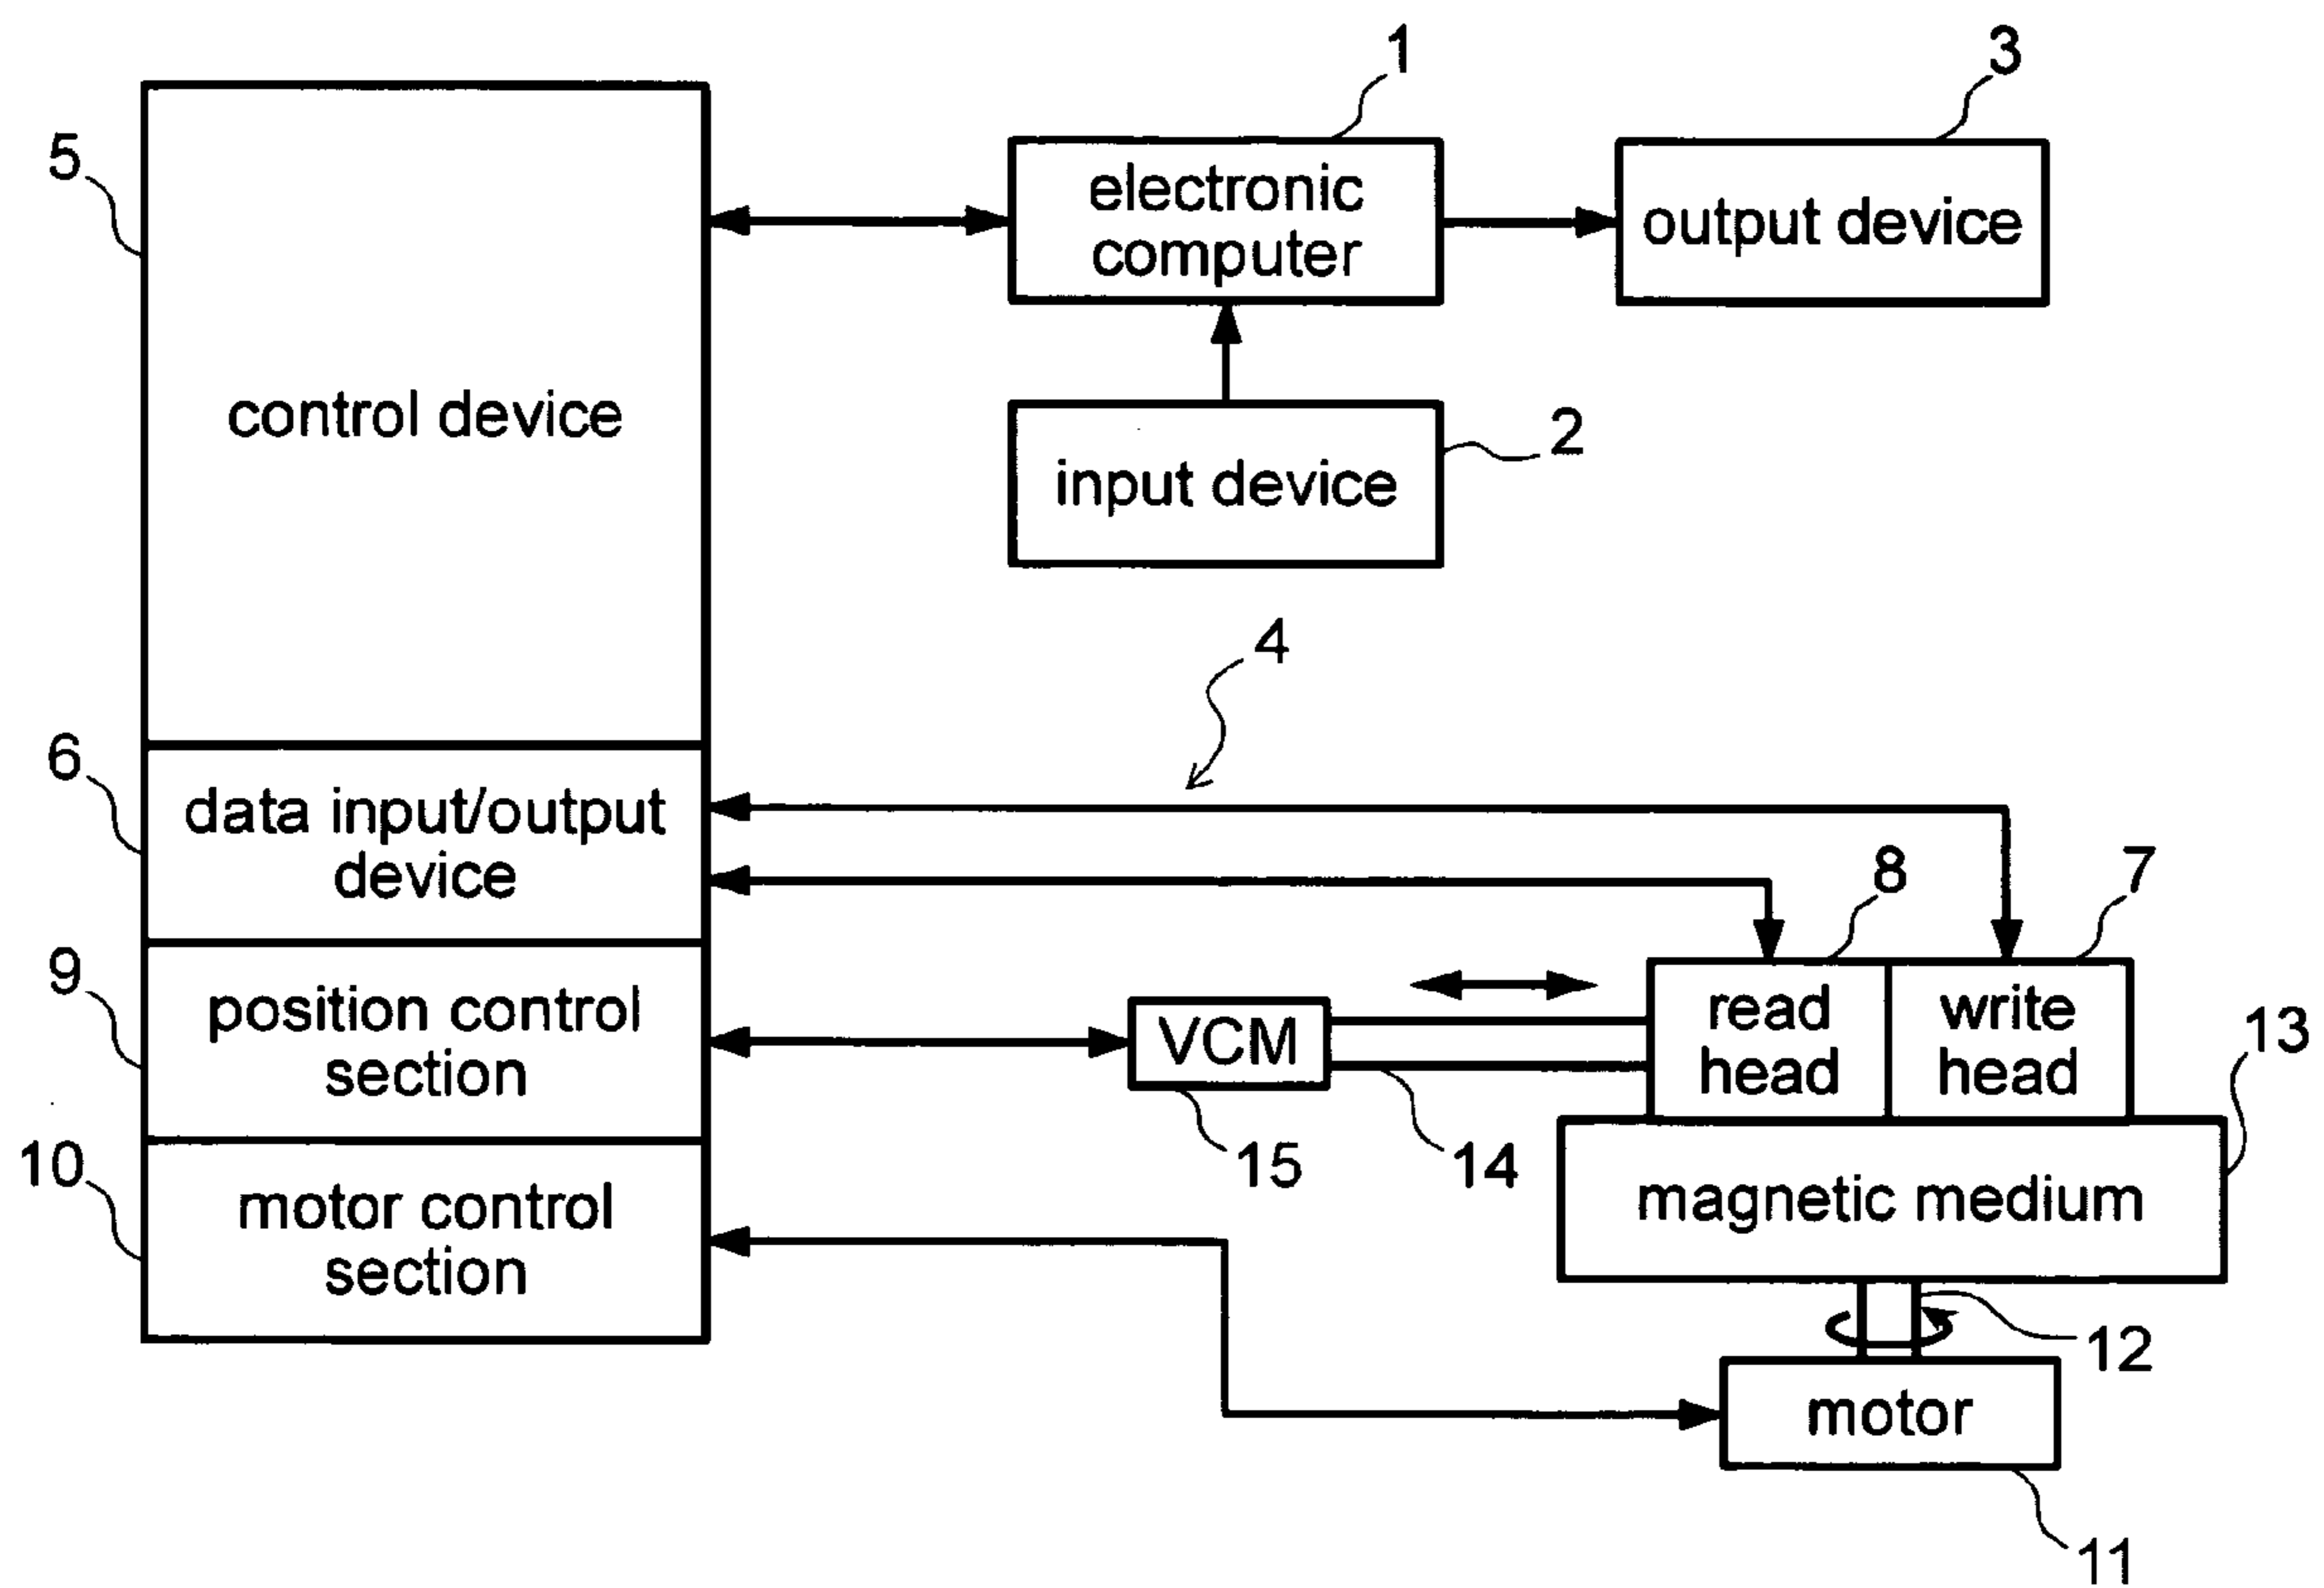 1
3
5
electronic
computer
output device
control device
2
input device
4
6
data input/output
device
8
7
9
position control
section
VCM
read
head
write
head
13
10
15
14
motor control
section
magnetic medium
12
motor
11